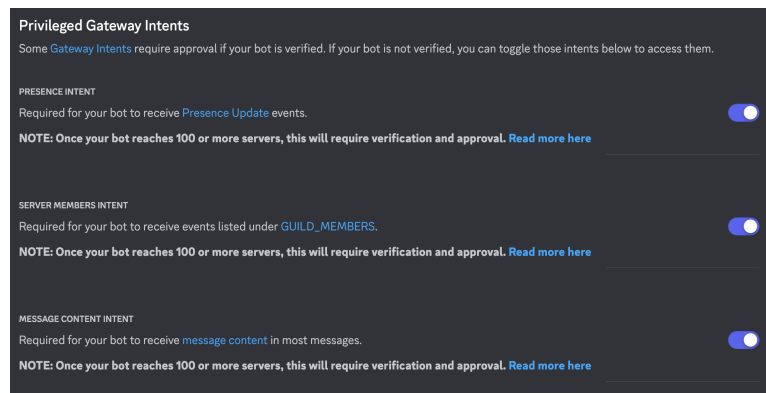 Privileged Gateway Intents
Some Gateway Intents require approval if your bot is verified. If your bot is not verified, you can toggle those intents below to access them.
PRESENCE INTENT
Required for your bot to receive Presence Update events.
NOTE: Once your bot reaches 100 or more servers, this will require verification and approval. Read more here
SERVER MEMBERS INTENT
Required for your bot to receive events listed under GUILD_MEMBERS.
NOTE: Once your bot reaches 100 or more servers, this will require verification and approval. Read more here
MESSAGE CONTENT INTENT
Required for your bot to receive message content in most messages.
NOTE: Once your bot reaches 100 or more servers, this will require verification and approval. Read more here